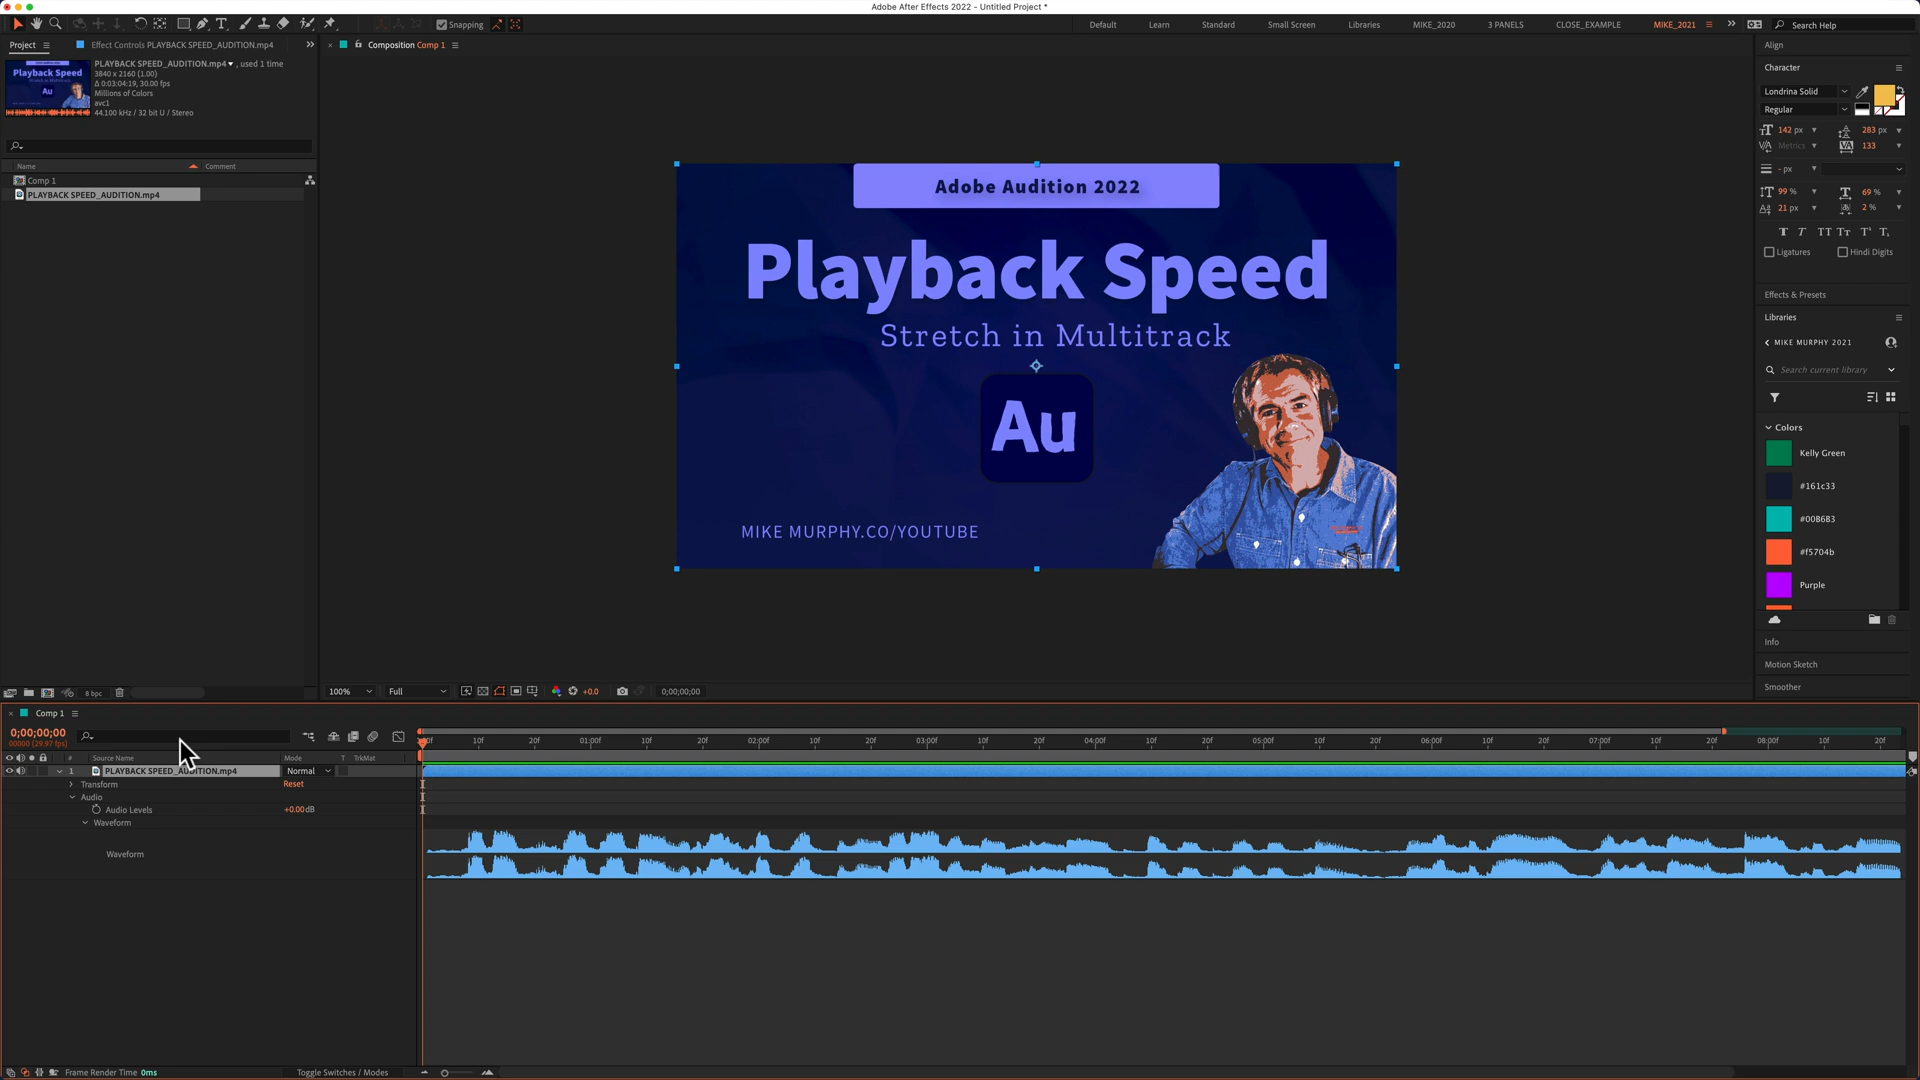 Adobe After Effects 2022 - Untitled Project *
Snapping
Default
Learn
Standard
Small Screen
Libraries
MIKE_2020
3 PANELS
CLOSE_EXAMPLE
MIKE_2021
Search Help
Project
Effect Controls PLAYBACK SPEED_AUDITION.mp4
PLAYBACK SPEED_AUDITION.mp4 , used 1 time
3840 x 2160 (1.00)
Δ 0:03:04:19, 30.00 fps
Millions of Colors
avc1
44.100 kHz / 32 bit U / Stereo
Name
Comment
Comp 1
PLAYBACK SPEED_AUDITION.mp4
8 bpc
Composition Comp 1
Adobe Audition 2022
Playback Speed
Stretch in Multitrack
Au
MIKE MURPHY.CO/YOUTUBE
100%
Full
+0.0
0;00;00;00
Align
Character
Londrina Solid
Regular
142 px
283 px
Metrics
133
- px
99 %
69 %
21 px
2 %
Ligatures
Hindi Digits
Effects & Presets
Libraries
MIKE MURPHY 2021
Search current library
Colors
Kelly Green
#161c33
#00B6B3
#f5704b
Purple
Info
Motion Sketch
Smoother
Comp 1
0;00;00;00
00000 (29.97 fps)
10f
20f
01:00f
10f
20f
02:00f
10f
20f
03:00f
10f
20f
04:00f
10f
20f
05:00f
10f
20f
06:00f
10f
20f
07:00f
10f
20f
08:00f
10f
20f
#
Source Name
Mode
T
TrkMat
1
PLAYBACK SPEED_AUDITION.mp4
Normal
Transform
Reset
Audio
Audio Levels
+0.00dB
Waveform
Waveform
Frame Render Time 0ms
Toggle Switches / Modes